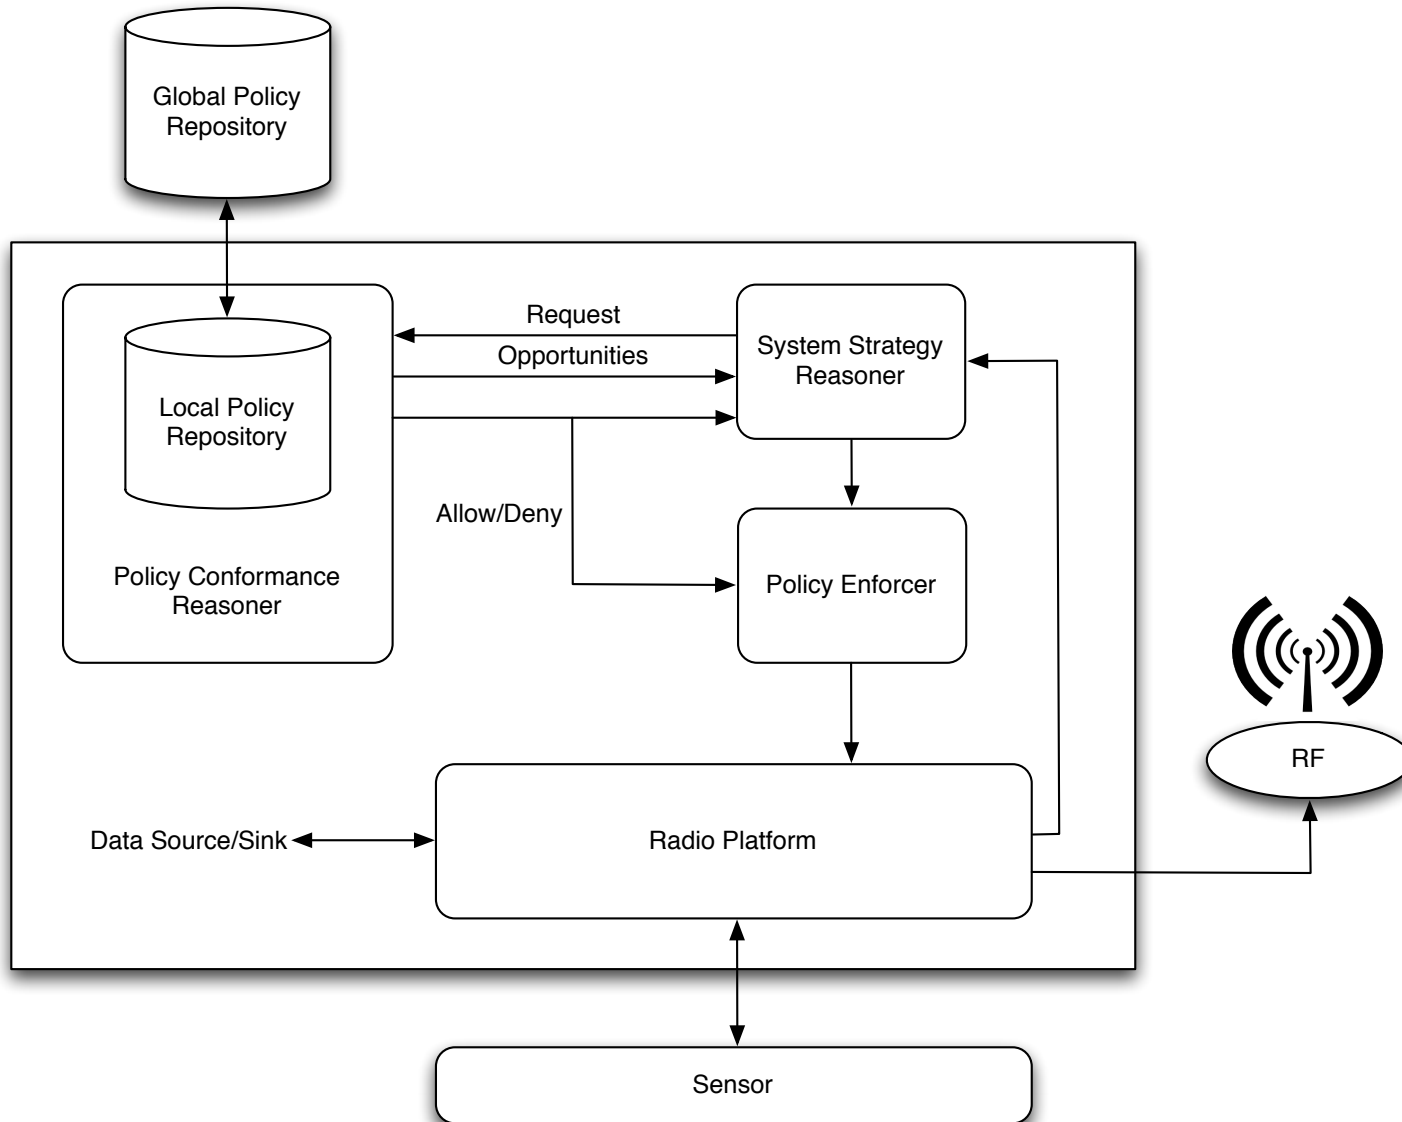 Global Policy
Repository
Request
Opportunities
System Strategy
Reasoner
Local Policy
Repository
Allow/Deny
Policy Conformance
Reasoner
Policy Enforcer
RF
Data Source/Sink
Radio Platform
Sensor